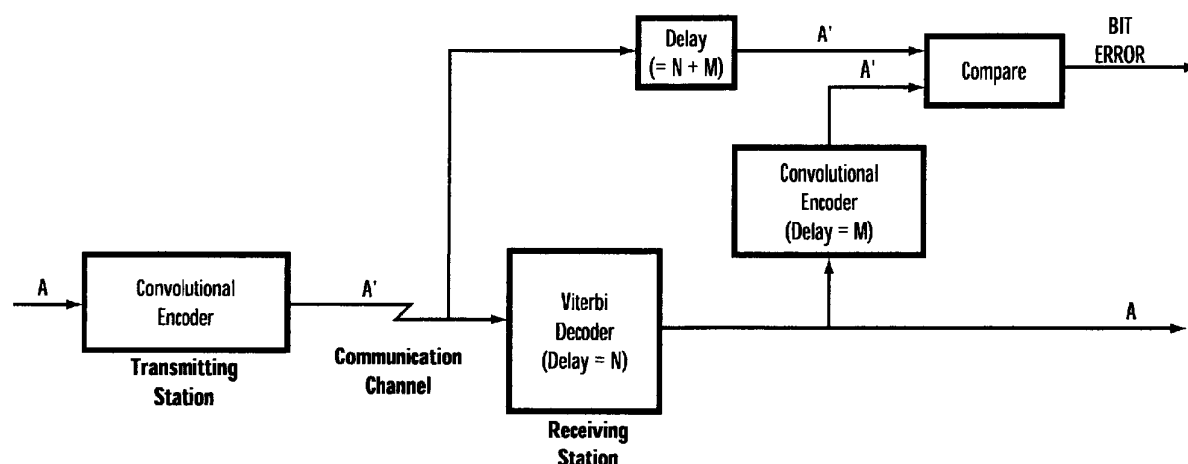 Delay
(= N + M)
A'
A'
Compare
BIT
ERROR
Convolutional
Encoder
(Delay = M)
A
Convolutional
Encoder
A'
Viterbi
Decoder
(Delay = N)
A
Transmitting
Station
Communication
Channel
Receiving
Station